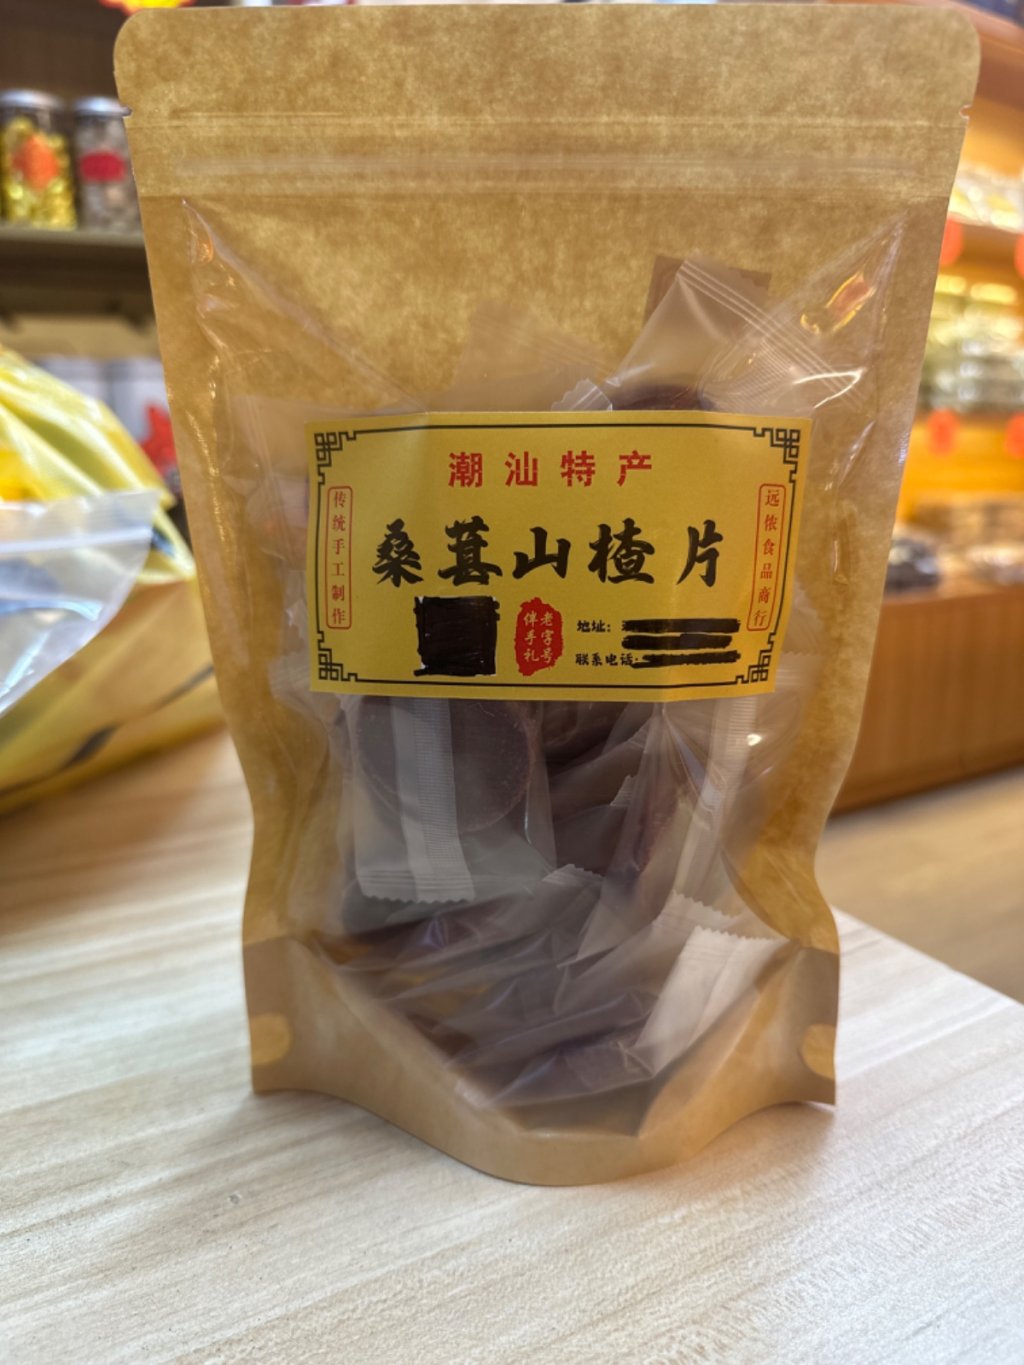 潮汕特产
传统手工制作
桑葚山楂片
远侬食品商行
老字号
伴手礼
地址：
联系电话：